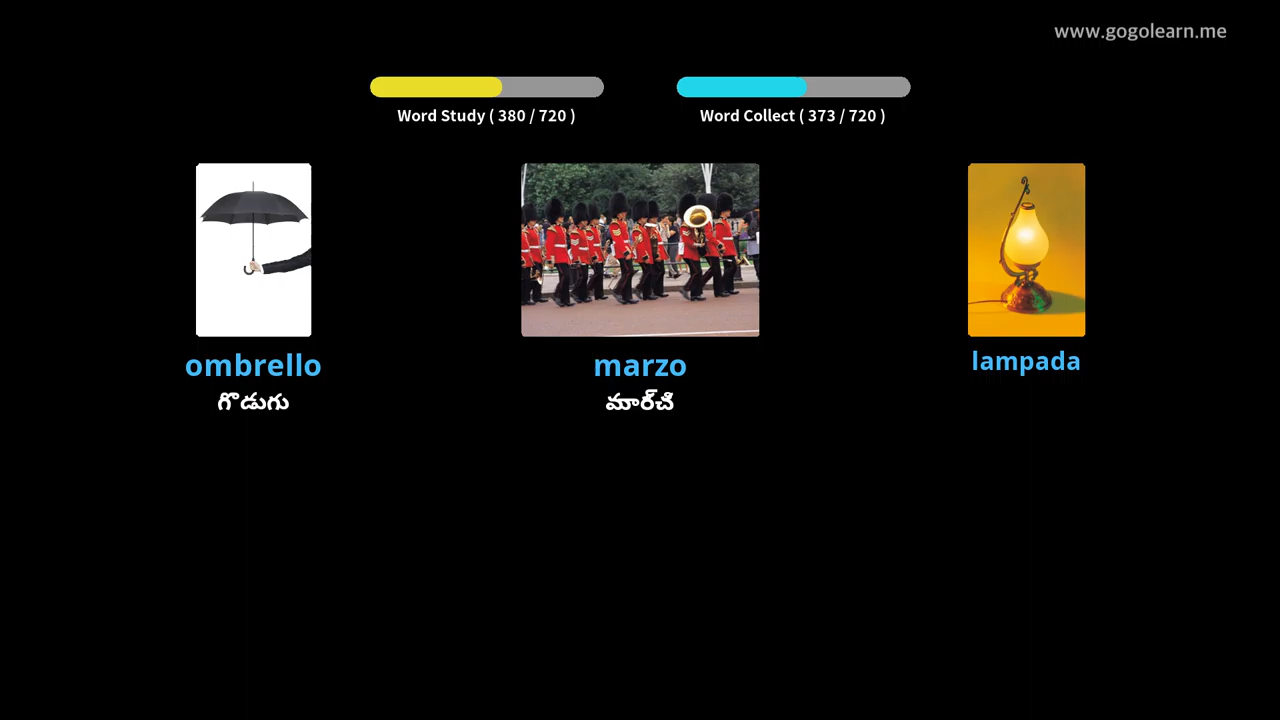 www.gogolearn.me
Word Study ( 380 / 720 )
Word Collect ( 373 / 720 )
ombrello
గొడుగు
marzo
మార్చి
lampada